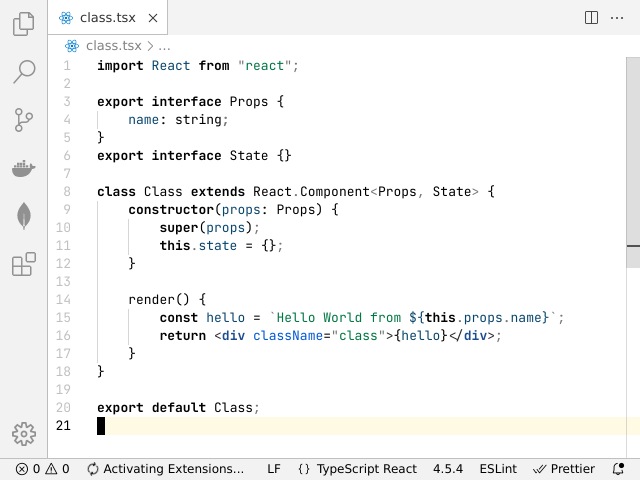 class.tsx
class.tsx > ...
1 import React from "react";
2
3 export interface Props {
4 name: string;
5 }
6 export interface State {}
7
8 class Class extends React.Component<Props, State> {
9 constructor(props: Props) {
10 super(props);
11 this.state = {};
12 }
13
14 render() {
15 const hello = `Hello World from ${this.props.name}`;
16 return <div className="class">{hello}</div>;
17 }
18 }
19
20 export default Class;
21
0 0 Activating Extensions... LF {} TypeScript React 4.5.4 ESLint Prettier